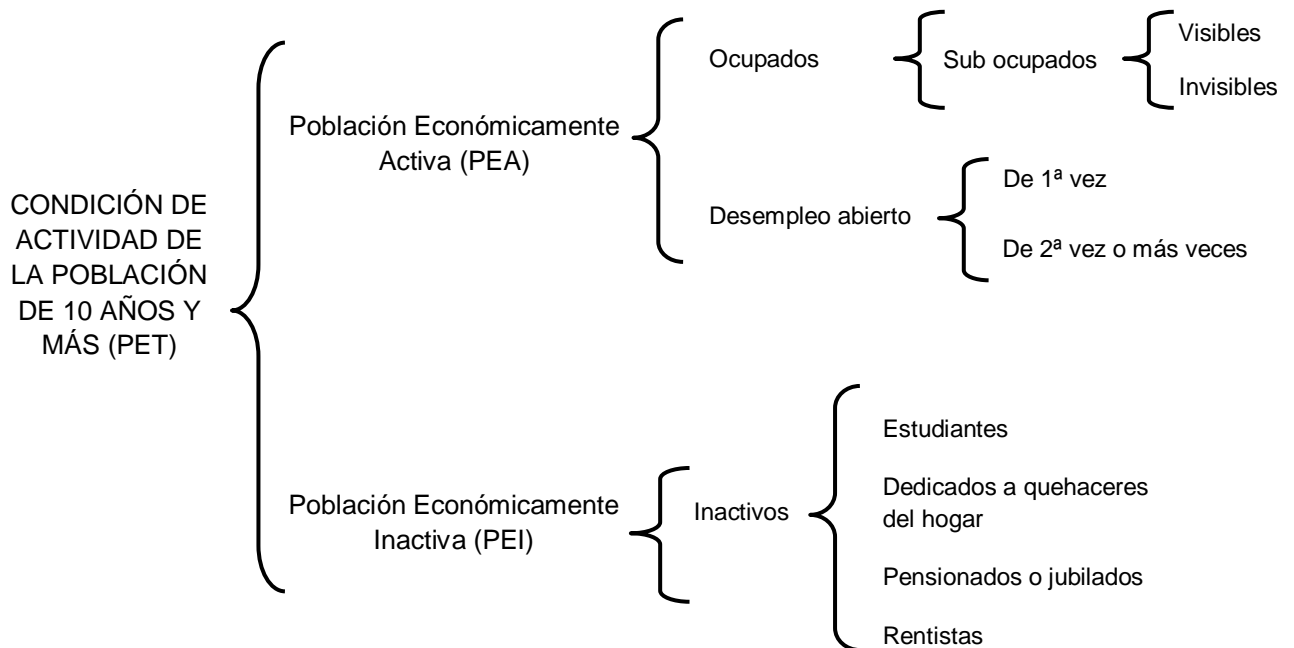 CONDICIÓN DE
ACTIVIDAD DE
LA POBLACIÓN
DE 10 AÑOS Y
MÁS (PET)
Población Económicamente
Activa (PEA)
Ocupados
Sub ocupados
Visibles
Invisibles
Desempleo abierto
De 1ª vez
De 2ª vez o más veces
Población Económicamente
Inactiva (PEI)
Inactivos
Estudiantes
Dedicados a quehaceres
del hogar
Pensionados o jubilados
Rentistas